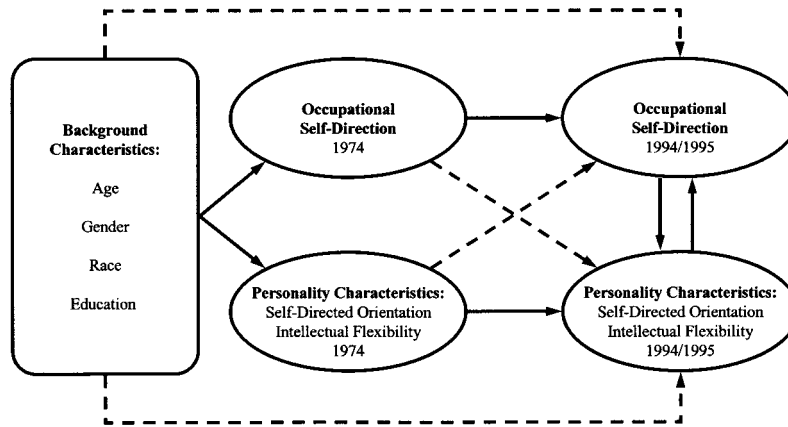 Background
Characteristics:
Age
Gender
Race
Education
Occupational
Self-Direction
1974
Occupational
Self-Direction
1994/1995
Personality Characteristics:
Self-Directed Orientation
Intellectual Flexibility
1974
Personality Characteristics:
Self-Directed Orientation
Intellectual Flexibility
1994/1995